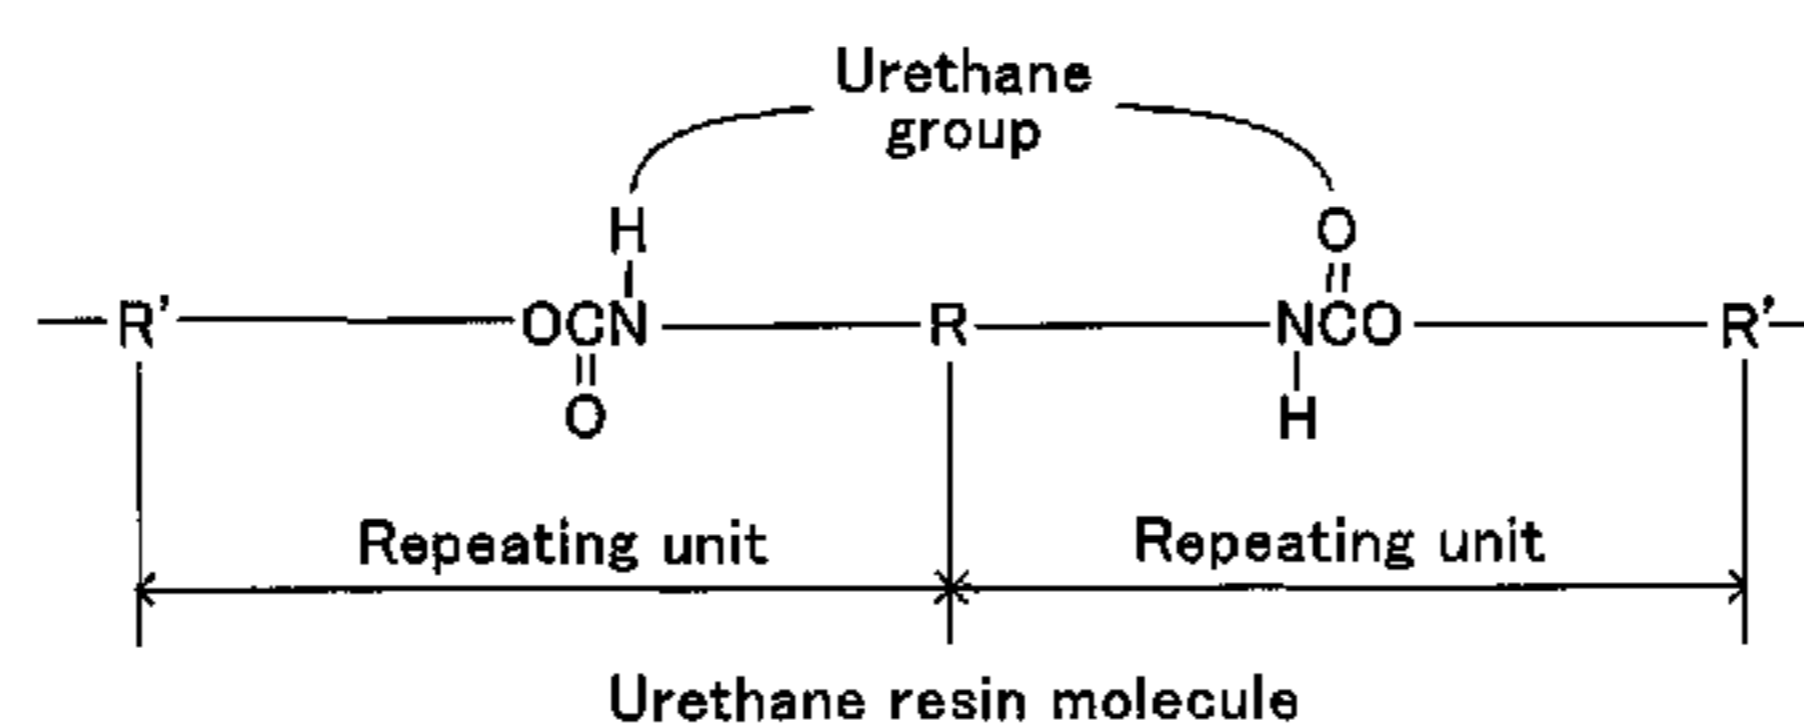 Urethane
group
H O
R' OCN R NCO R'
O H
Repeating unit Repeating unit
Urethane resin molecule